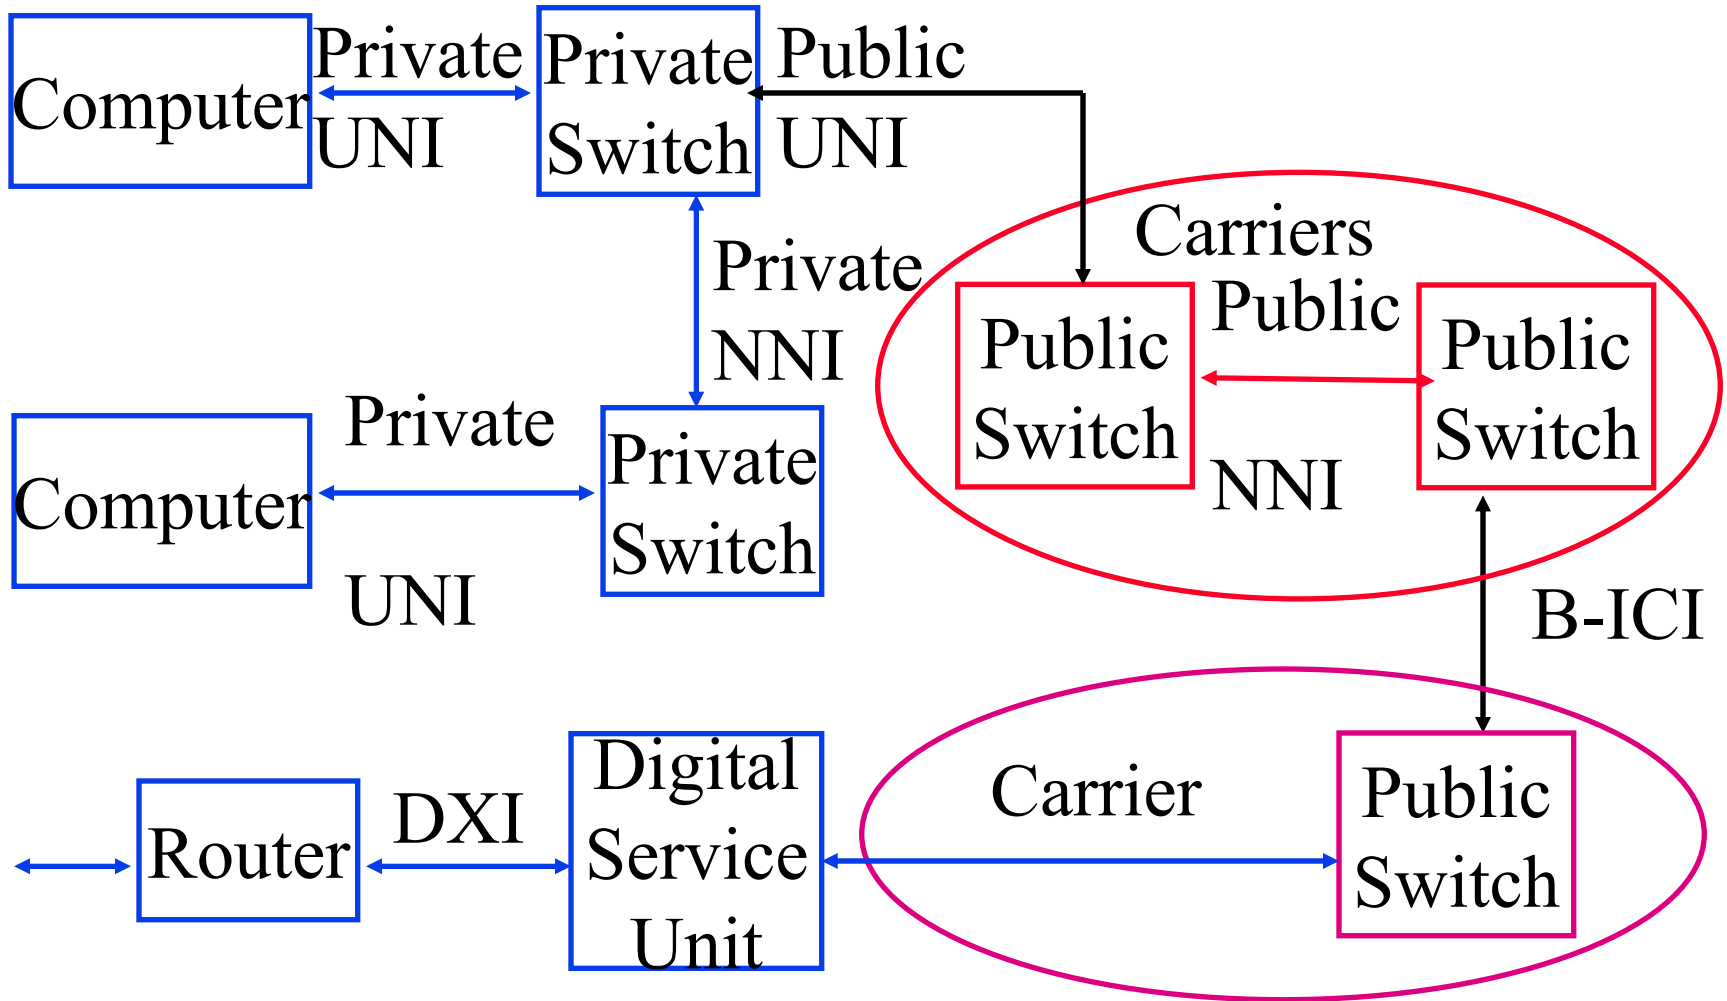 Computer
Private
UNI
Private
Switch
Public
UNI
Private
NNI
Carriers
Public
Switch
Public
NNI
Public
Switch
Computer
Private
UNI
Private
Switch
B-ICI
Router
DXI
Digital
Service
Unit
Carrier
Public
Switch